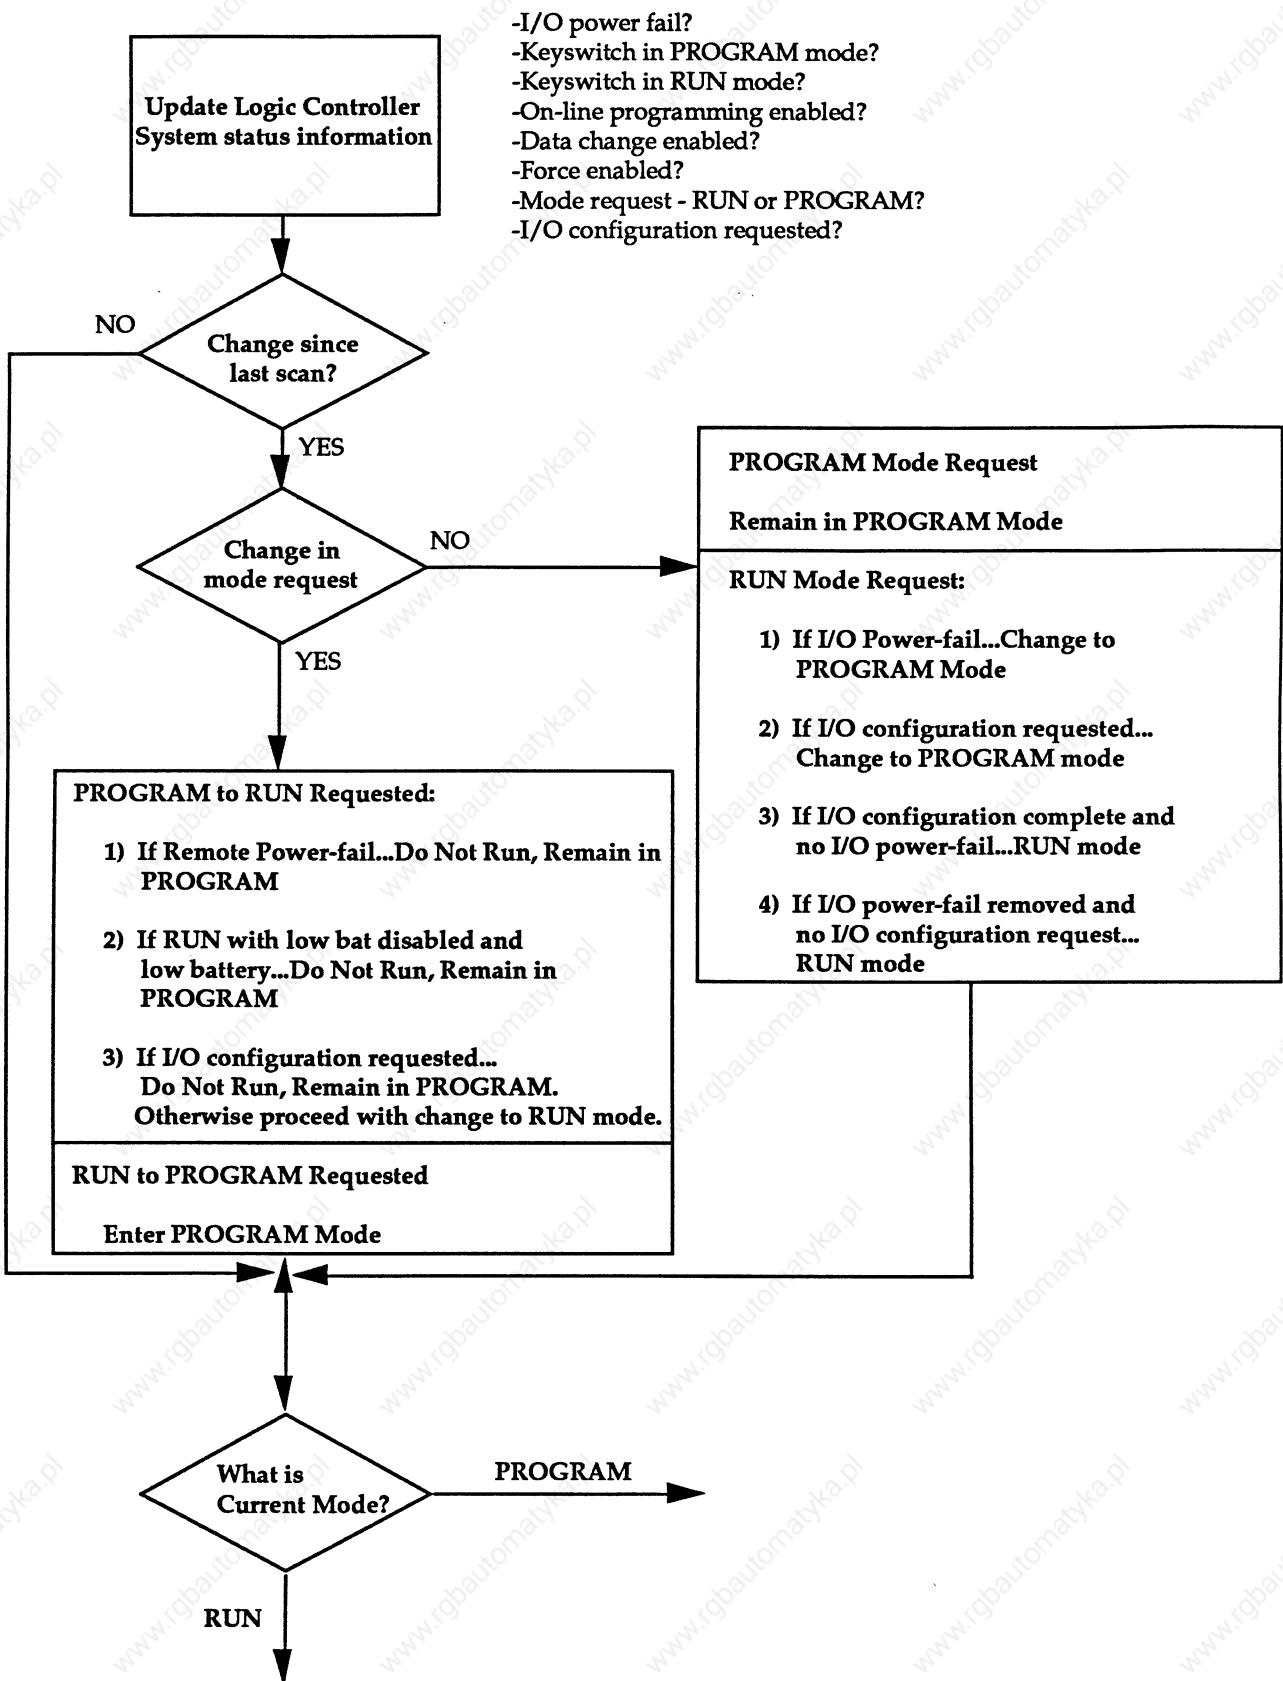 -I/O power fail?
-Keyswitch in PROGRAM mode?
-Keyswitch in RUN mode?
-On-line programming enabled?
-Data change enabled?
-Force enabled?
-Mode request - RUN or PROGRAM?
-I/O configuration requested?
Update Logic Controller
System status information
NO
Change since
last scan?
YES
Change in
mode request
NO
YES
PROGRAM Mode Request
Remain in PROGRAM Mode
RUN Mode Request:
1) If I/O Power-fail...Change to
PROGRAM Mode
2) If I/O configuration requested...
Change to PROGRAM mode
3) If I/O configuration complete and
no I/O power-fail...RUN mode
4) If I/O power-fail removed and
no I/O configuration request...
RUN mode
PROGRAM to RUN Requested:
1) If Remote Power-fail...Do Not Run, Remain in
PROGRAM
2) If RUN with low bat disabled and
low battery...Do Not Run, Remain in
PROGRAM
3) If I/O configuration requested...
Do Not Run, Remain in PROGRAM.
Otherwise proceed with change to RUN mode.
RUN to PROGRAM Requested
Enter PROGRAM Mode
What is
Current Mode?
PROGRAM
RUN
www.rgbautomatyka.pl